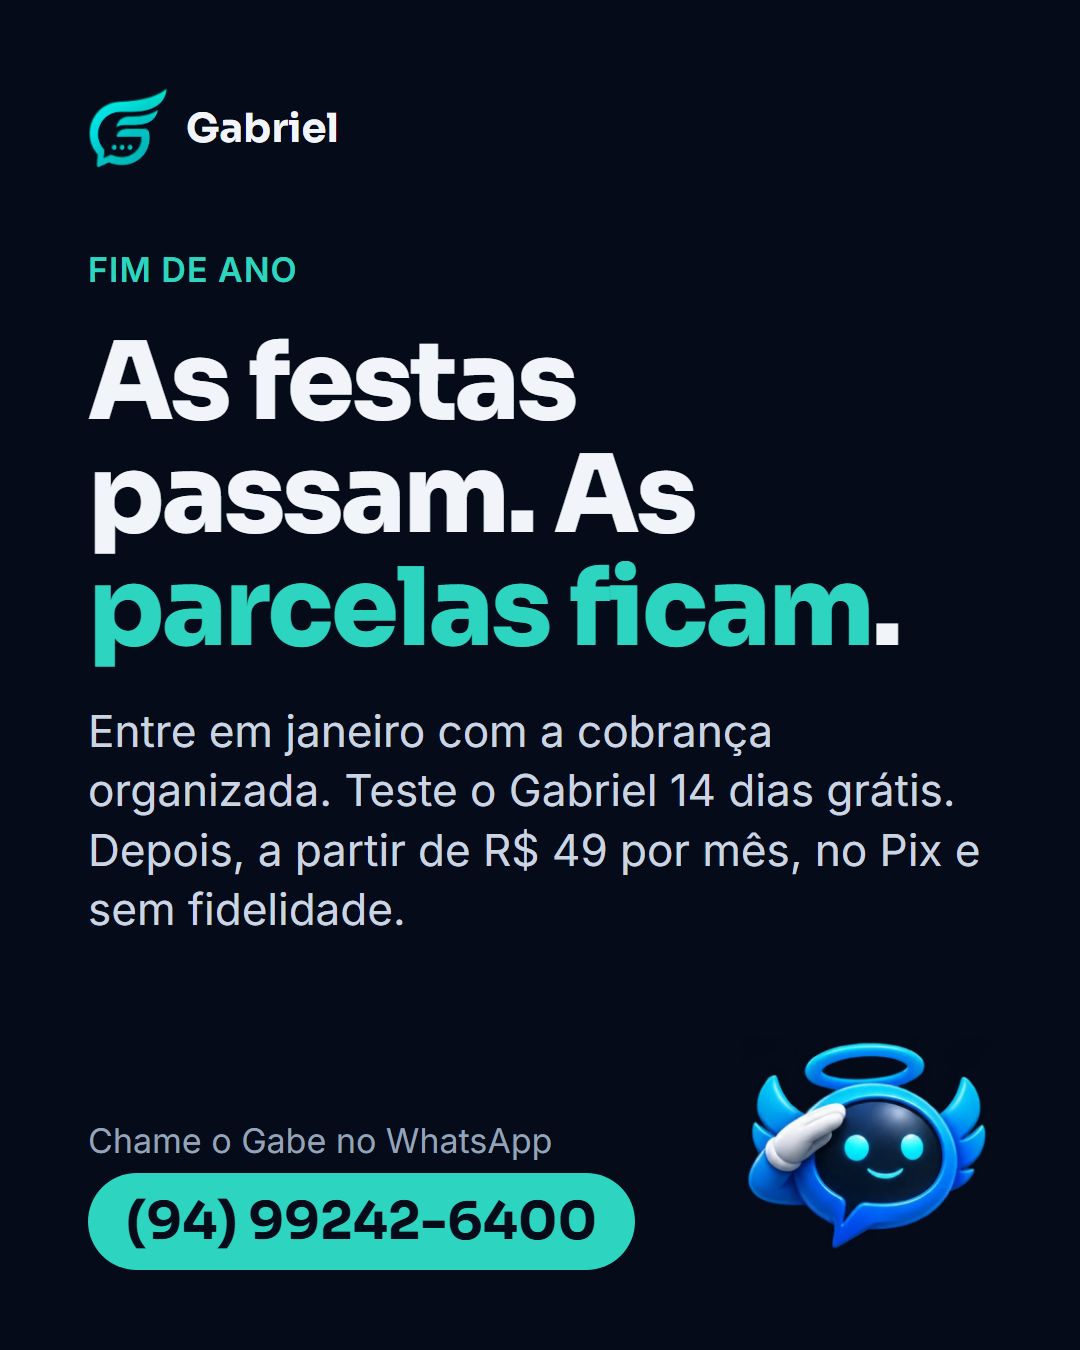 Gabriel
FIM DE ANO
As festas
passam. As
parcelas ficam.
Entre em janeiro com a cobrança
organizada. Teste o Gabriel 14 dias grátis.
Depois, a partir de R$ 49 por mês, no Pix e
sem fidelidade.
Chame o Gabe no WhatsApp
(94) 99242-6400